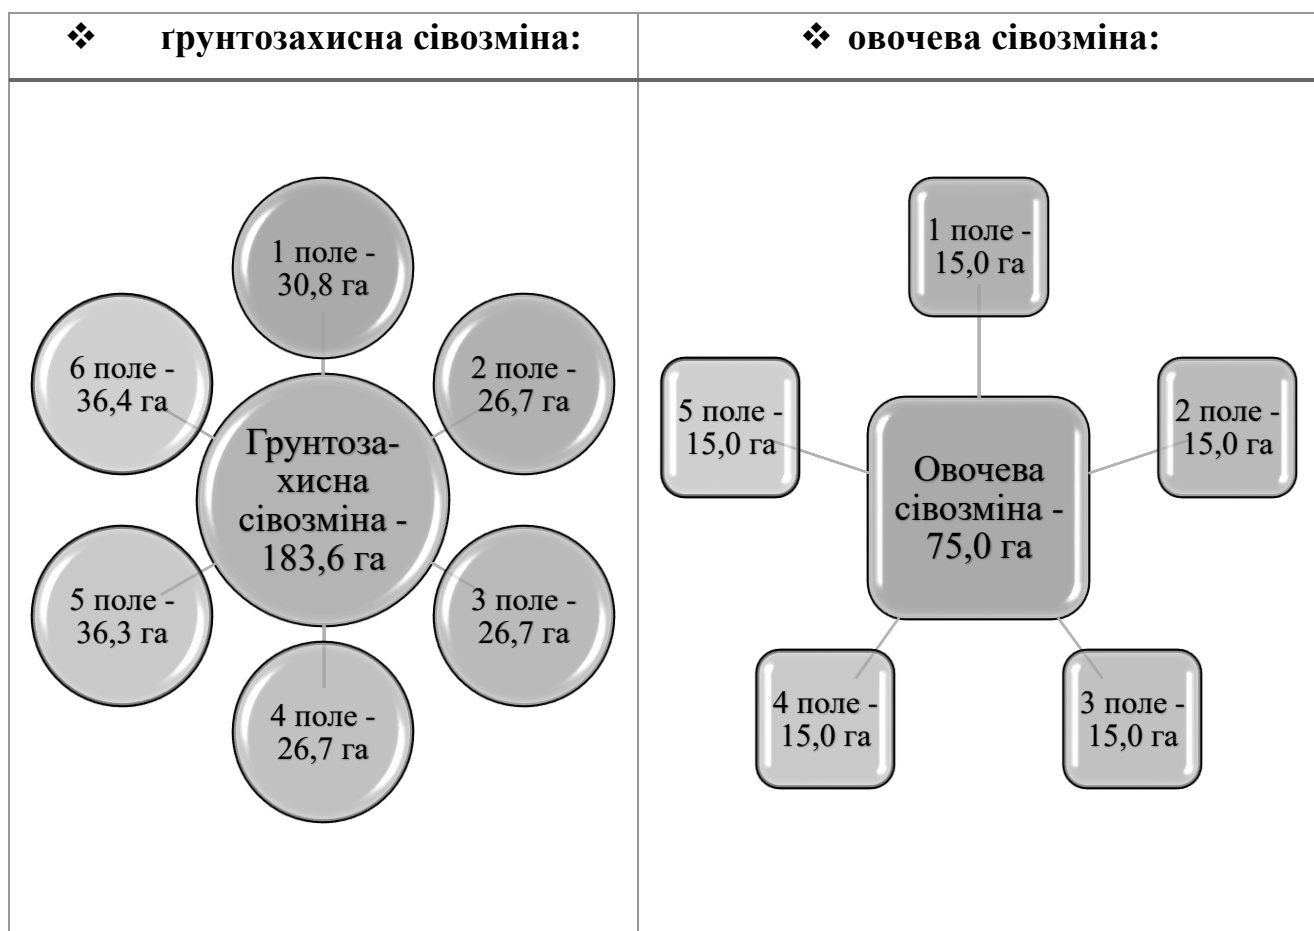 ❖ ґрунтозахисна сівозміна:
❖ овочева сівозміна:
1 поле -
30,8 га
2 поле -
26,7 га
3 поле -
26,7 га
4 поле -
26,7 га
5 поле -
36,3 га
6 поле -
36,4 га
Грунтоза-
хисна
сівозміна -
183,6 га
1 поле -
15,0 га
2 поле -
15,0 га
3 поле -
15,0 га
4 поле -
15,0 га
5 поле -
15,0 га
Овочева
сівозміна -
75,0 га